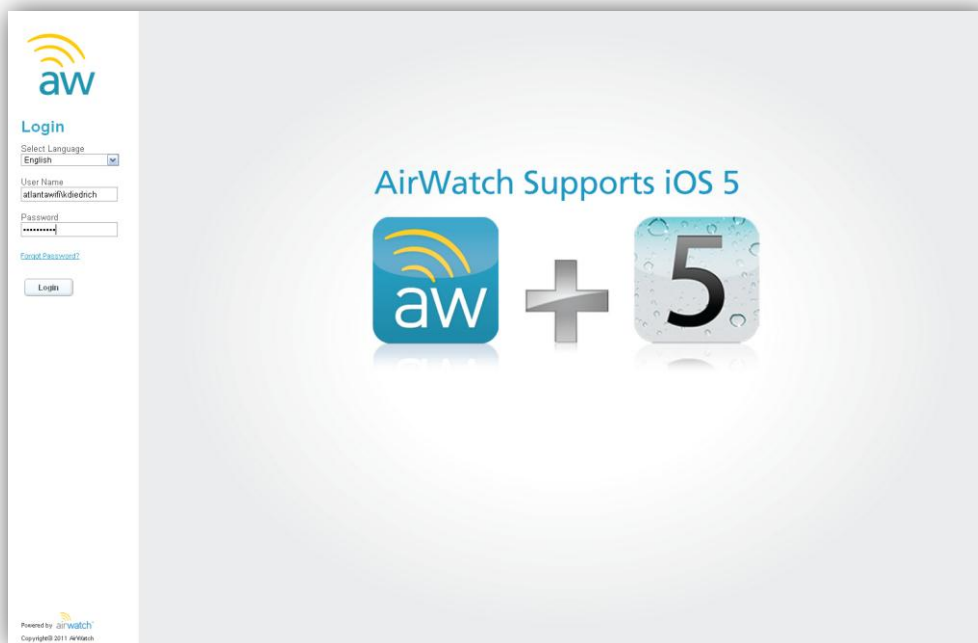 aw
Login
Select Language
English
User Name
atlantawifi\kdiedrich
Password
••••••••••
Forgot Password?
Login
AirWatch Supports iOS 5
aw
5
Powered by airwatch
Copyright© 2011 AirWatch